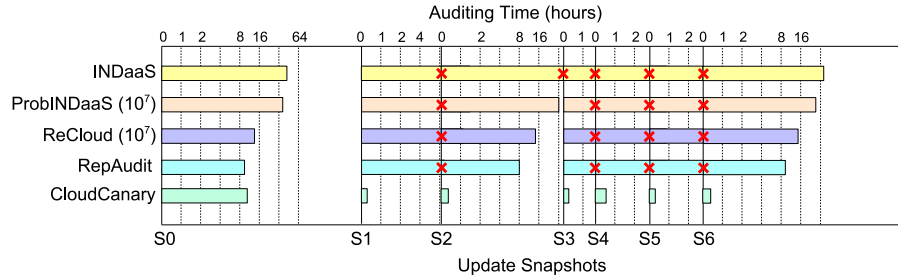 Auditing Time (hours)
0 1 2 8 16 64 0 1 2 4 0 2 8 16 0 1 0 1 2 0 1 2 0 1 2 8 16
INDaaS
ProbINDaaS (10⁷)
ReCloud (10⁷)
RepAudit
CloudCanary
S0 S1 S2 S3 S4 S5 S6
Update Snapshots